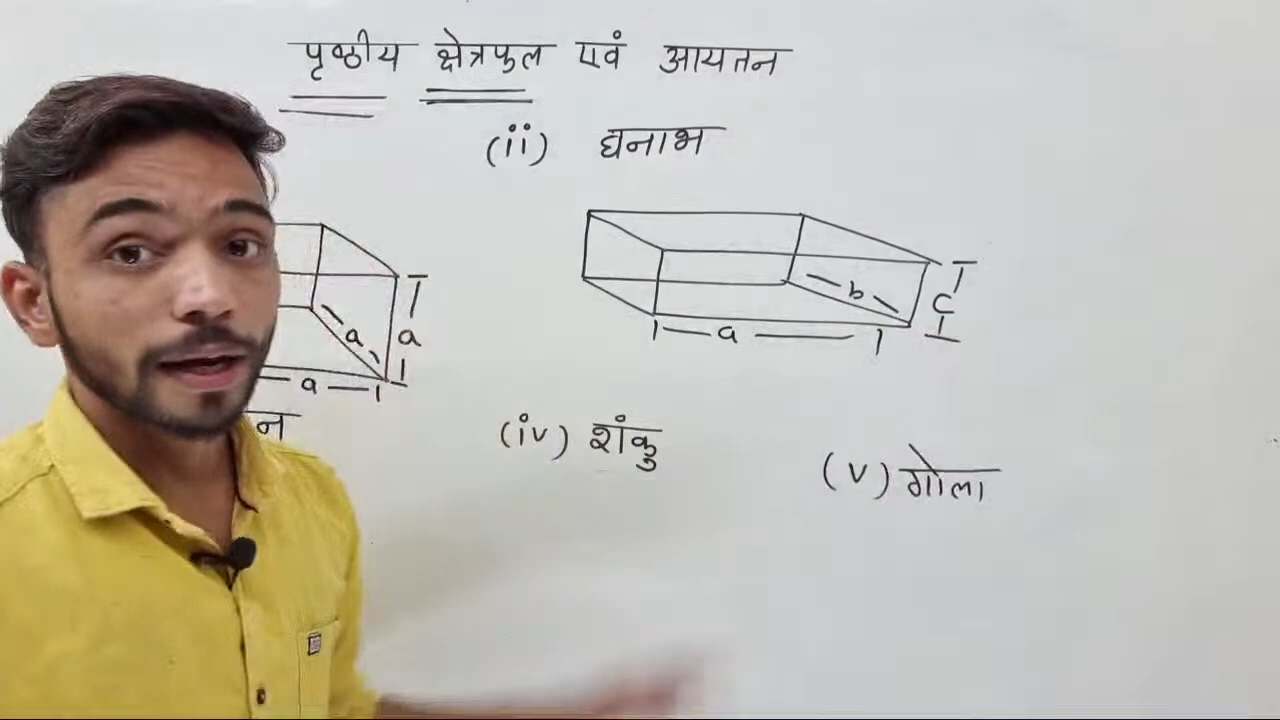 पृष्ठीय क्षेत्रफल एवं आयतन
(ii) घनाभ
a
a
a
b
c
a
न
(iv) शंकु
(v) गोला